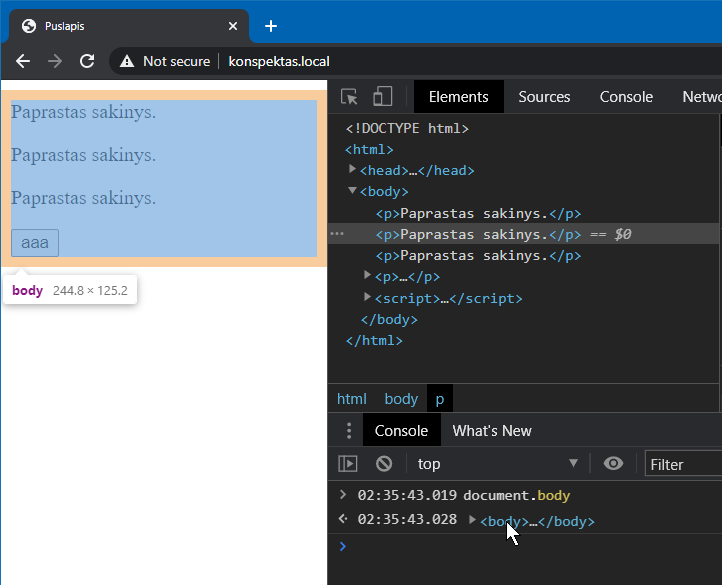 Puslapis
Not secure konspektas.local
Paprastas sakinys.
Paprastas sakinys.
Paprastas sakinys.
aaa
body 244.8 × 125.2
Elements Sources Console Netwo
<!DOCTYPE html>
<html>
<head>…</head>
<body>
<p>Paprastas sakinys.</p>
<p>Paprastas sakinys.</p> == $0
<p>Paprastas sakinys.</p>
<p>…</p>
<script>…</script>
</body>
</html>
html body p
Console What's New
top Filter
02:35:43.019 document.body
02:35:43.028 <body>…</body>